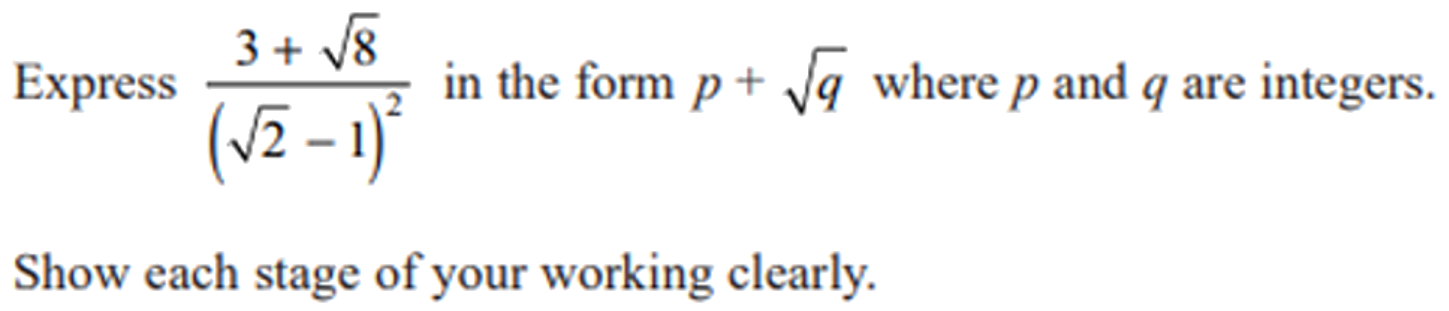 Express (3 + √8)/(√2 – 1)² in the form p + √q where p and q are integers.
Show each stage of your working clearly.